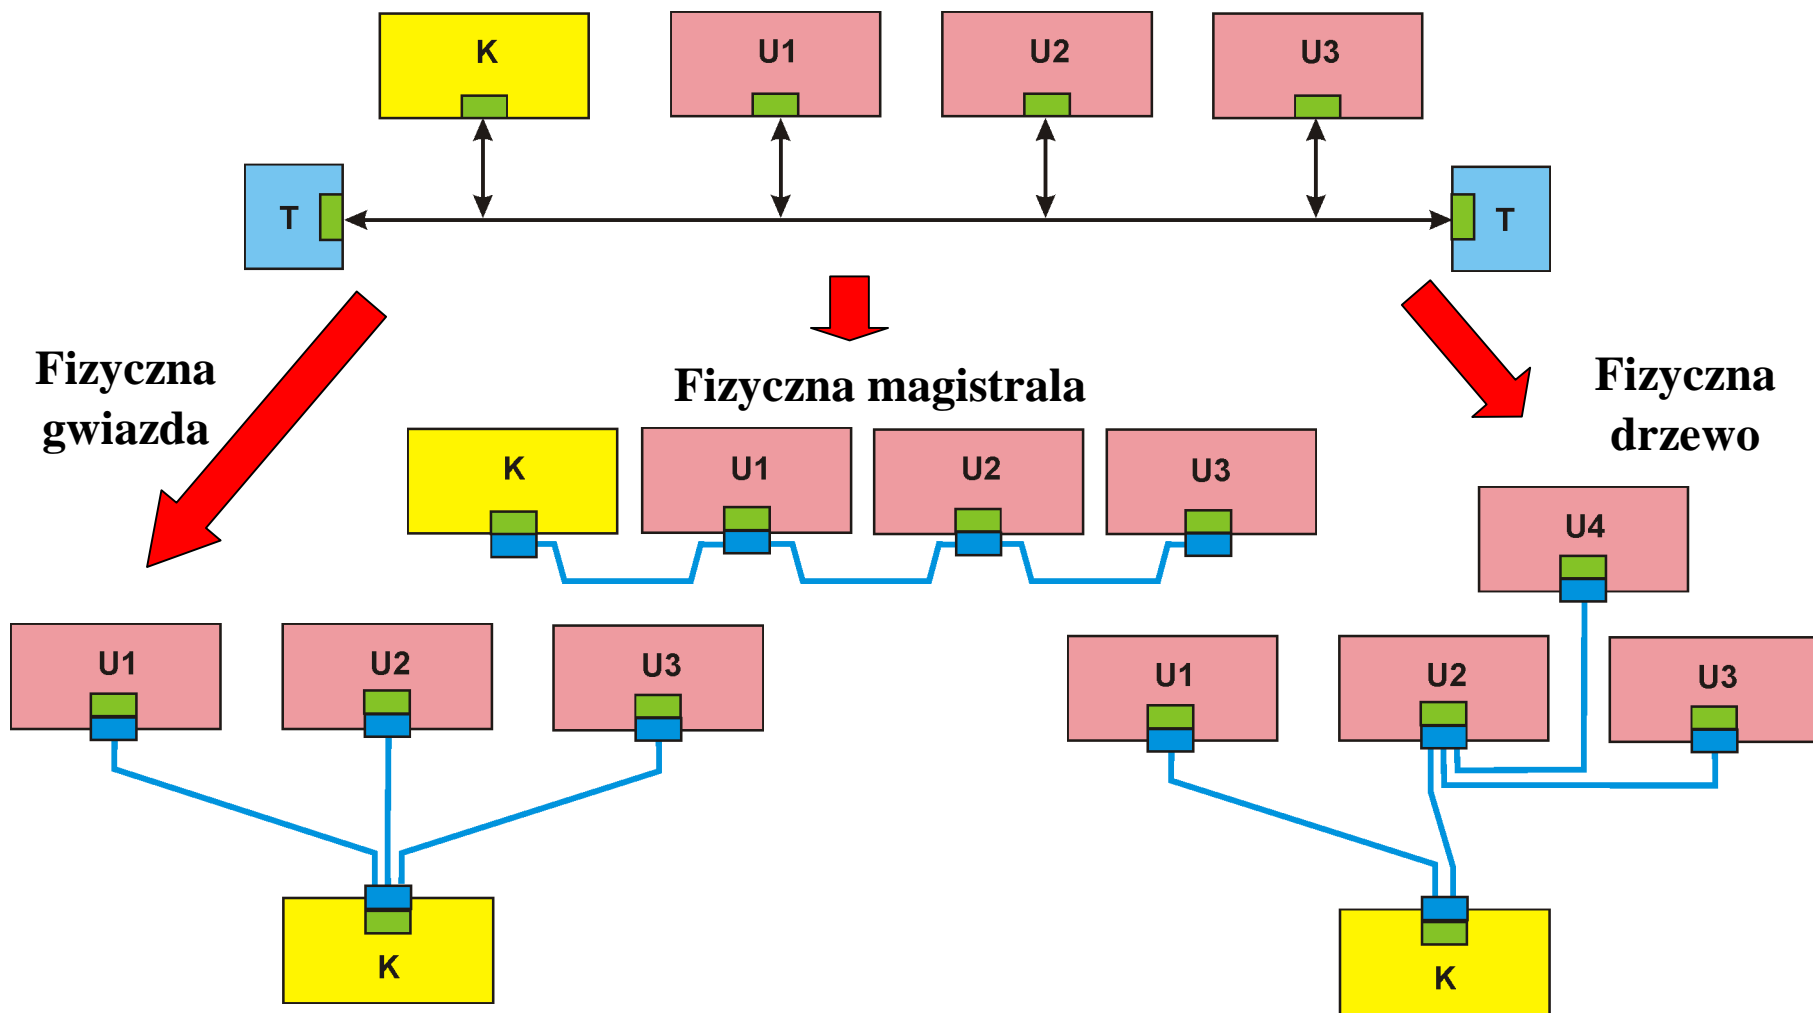 K
U1
U2
U3
T
T
Fizyczna
gwiazda
Fizyczna magistrala
Fizyczna
drzewo
K
U1
U2
U3
U4
U1
U2
U3
U1
U2
U3
K
K